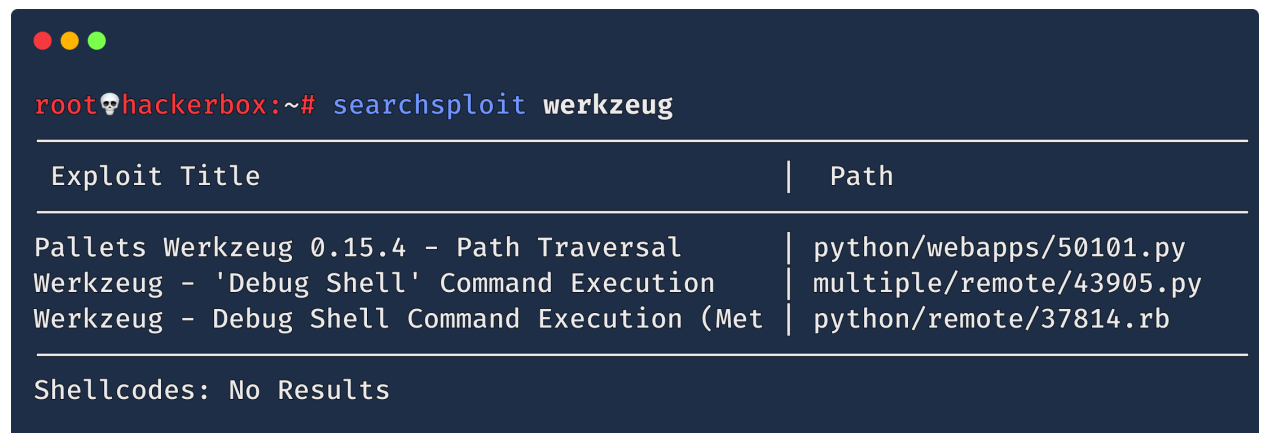 root💀hackerbox:~# searchsploit werkzeug
Exploit Title | Path
Pallets Werkzeug 0.15.4 - Path Traversal | python/webapps/50101.py
Werkzeug - 'Debug Shell' Command Execution | multiple/remote/43905.py
Werkzeug - Debug Shell Command Execution (Met | python/remote/37814.rb
Shellcodes: No Results